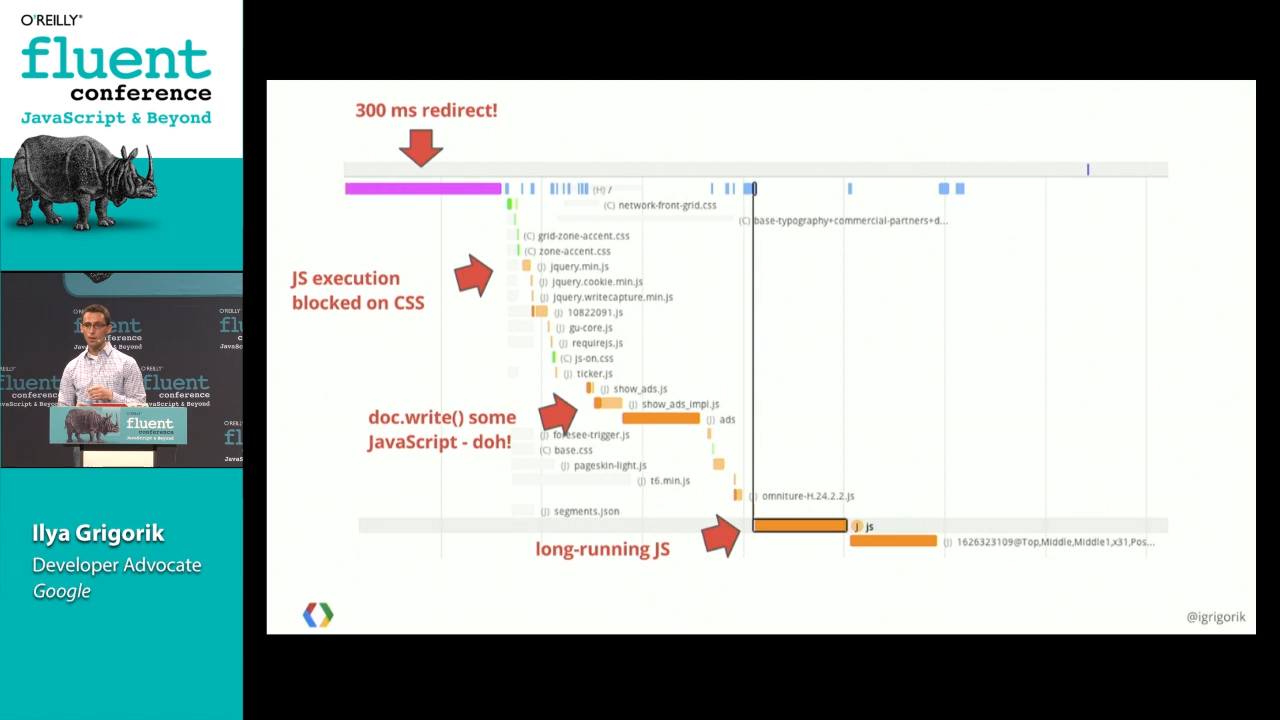 O'REILLY®
fluent
conference
JavaScript & Beyond
fluent
conference
Ilya Grigorik
Developer Advocate
Google
300 ms redirect!
(H) /
(C) network-front-grid.css
(C) base-typography+commercial-partners+d...
(C) grid-zone-accent.css
(C) zone-accent.css
(J) jquery.min.js
JS execution
blocked on CSS
(J) jquery.cookie.min.js
(J) jquery.writecapture.min.js
(J) 10822091.js
(J) gu-core.js
(J) requirejs.js
(C) js-on.css
(J) ticker.js
(J) show_ads.js
(J) show_ads_impl.js
doc.write() some
JavaScript - doh!
(J) ads
(J) foresee-trigger.js
(C) base.css
(J) pageskin-light.js
(J) t6.min.js
(J) omniture-H.24.2.2.js
(J) segments.json
J js
long-running JS
(J) 1626323109@Top,Middle,Middle1,x31,Pos...
@igrigorik